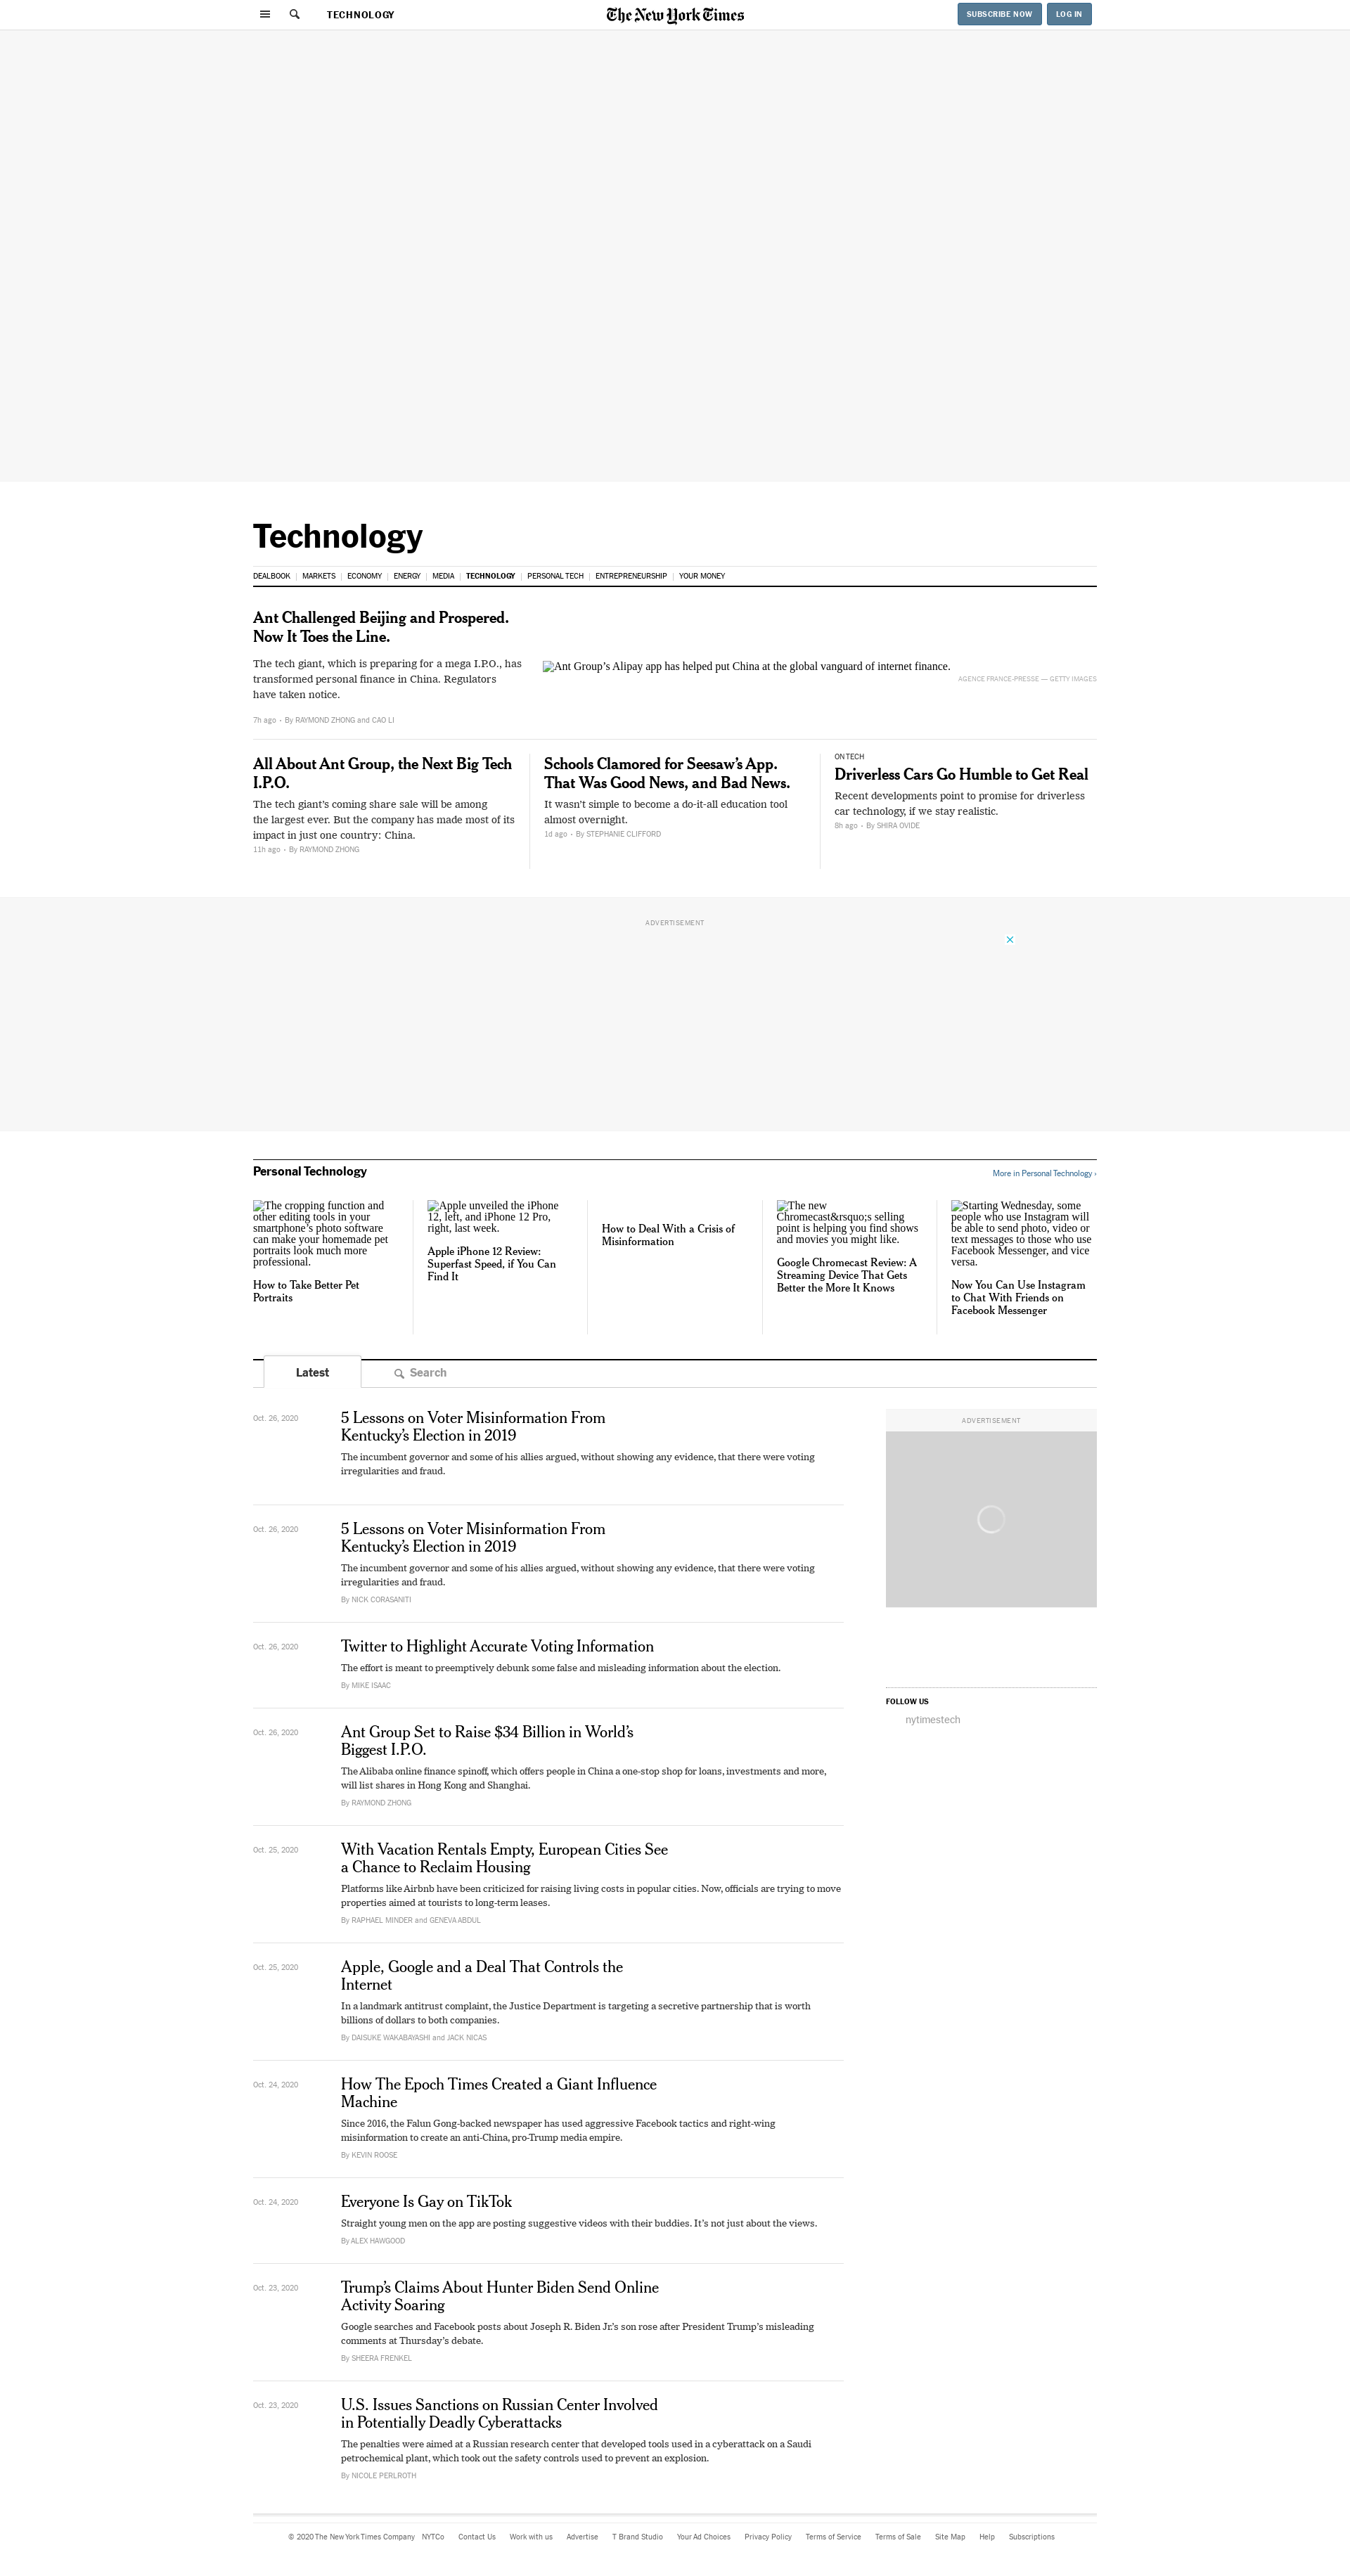 TECHNOLOGY
The New York Times
SUBSCRIBE NOW
LOG IN
Technology
DEALBOOK
MARKETS
ECONOMY
ENERGY
MEDIA
TECHNOLOGY
PERSONAL TECH
ENTREPRENEURSHIP
YOUR MONEY
Ant Challenged Beijing and Prospered.
Now It Toes the Line.
The tech giant, which is preparing for a mega I.P.O., has
transformed personal finance in China. Regulators
have taken notice.
7h ago • By RAYMOND ZHONG and CAO LI
Ant Group’s Alipay app has helped put China at the global vanguard of internet finance.
AGENCE FRANCE-PRESSE — GETTY IMAGES
All About Ant Group, the Next Big Tech
I.P.O.
The tech giant’s coming share sale will be among
the largest ever. But the company has made most of its
impact in just one country: China.
11h ago • By RAYMOND ZHONG
Schools Clamored for Seesaw’s App.
That Was Good News, and Bad News.
It wasn’t simple to become a do-it-all education tool
almost overnight.
1d ago • By STEPHANIE CLIFFORD
ON TECH
Driverless Cars Go Humble to Get Real
Recent developments point to promise for driverless
car technology, if we stay realistic.
8h ago • By SHIRA OVIDE
ADVERTISEMENT
Personal Technology
More in Personal Technology ›
The cropping function and
other editing tools in your
smartphone’s photo software
can make your homemade pet
portraits look much more
professional.
How to Take Better Pet
Portraits
Apple unveiled the iPhone
12, left, and iPhone 12 Pro,
right, last week.
Apple iPhone 12 Review:
Superfast Speed, if You Can
Find It
How to Deal With a Crisis of
Misinformation
The new
Chromecast&rsquo;s selling
point is helping you find shows
and movies you might like.
Google Chromecast Review: A
Streaming Device That Gets
Better the More It Knows
Starting Wednesday, some
people who use Instagram will
be able to send photo, video or
text messages to those who use
Facebook Messenger, and vice
versa.
Now You Can Use Instagram
to Chat With Friends on
Facebook Messenger
Latest
Search
Oct. 26, 2020
5 Lessons on Voter Misinformation From
Kentucky’s Election in 2019
The incumbent governor and some of his allies argued, without showing any evidence, that there were voting
irregularities and fraud.
Oct. 26, 2020
5 Lessons on Voter Misinformation From
Kentucky’s Election in 2019
The incumbent governor and some of his allies argued, without showing any evidence, that there were voting
irregularities and fraud.
By NICK CORASANITI
Oct. 26, 2020
Twitter to Highlight Accurate Voting Information
The effort is meant to preemptively debunk some false and misleading information about the election.
By MIKE ISAAC
Oct. 26, 2020
Ant Group Set to Raise $34 Billion in World’s
Biggest I.P.O.
The Alibaba online finance spinoff, which offers people in China a one-stop shop for loans, investments and more,
will list shares in Hong Kong and Shanghai.
By RAYMOND ZHONG
Oct. 25, 2020
With Vacation Rentals Empty, European Cities See
a Chance to Reclaim Housing
Platforms like Airbnb have been criticized for raising living costs in popular cities. Now, officials are trying to move
properties aimed at tourists to long-term leases.
By RAPHAEL MINDER and GENEVA ABDUL
Oct. 25, 2020
Apple, Google and a Deal That Controls the
Internet
In a landmark antitrust complaint, the Justice Department is targeting a secretive partnership that is worth
billions of dollars to both companies.
By DAISUKE WAKABAYASHI and JACK NICAS
Oct. 24, 2020
How The Epoch Times Created a Giant Influence
Machine
Since 2016, the Falun Gong-backed newspaper has used aggressive Facebook tactics and right-wing
misinformation to create an anti-China, pro-Trump media empire.
By KEVIN ROOSE
Oct. 24, 2020
Everyone Is Gay on TikTok
Straight young men on the app are posting suggestive videos with their buddies. It’s not just about the views.
By ALEX HAWGOOD
Oct. 23, 2020
Trump’s Claims About Hunter Biden Send Online
Activity Soaring
Google searches and Facebook posts about Joseph R. Biden Jr.’s son rose after President Trump’s misleading
comments at Thursday’s debate.
By SHEERA FRENKEL
Oct. 23, 2020
U.S. Issues Sanctions on Russian Center Involved
in Potentially Deadly Cyberattacks
The penalties were aimed at a Russian research center that developed tools used in a cyberattack on a Saudi
petrochemical plant, which took out the safety controls used to prevent an explosion.
By NICOLE PERLROTH
ADVERTISEMENT
FOLLOW US
nytimestech
© 2020 The New York Times Company NYTCo Contact Us Work with us Advertise T Brand Studio Your Ad Choices Privacy Policy Terms of Service Terms of Sale Site Map Help Subscriptions